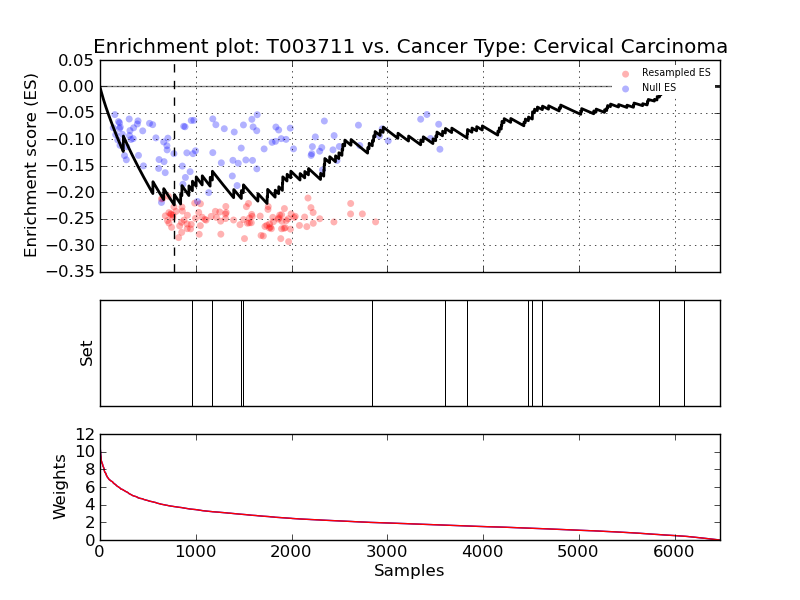 Enrichment plot: T003711 vs. Cancer Type: Cervical Carcinoma
0.05
0.00
−0.05
−0.10
−0.15
−0.20
−0.25
−0.30
−0.35
Enrichment score (ES)
Resampled ES
Null ES
Set
12
10
8
6
4
2
0
Weights
0 1000 2000 3000 4000 5000 6000
Samples